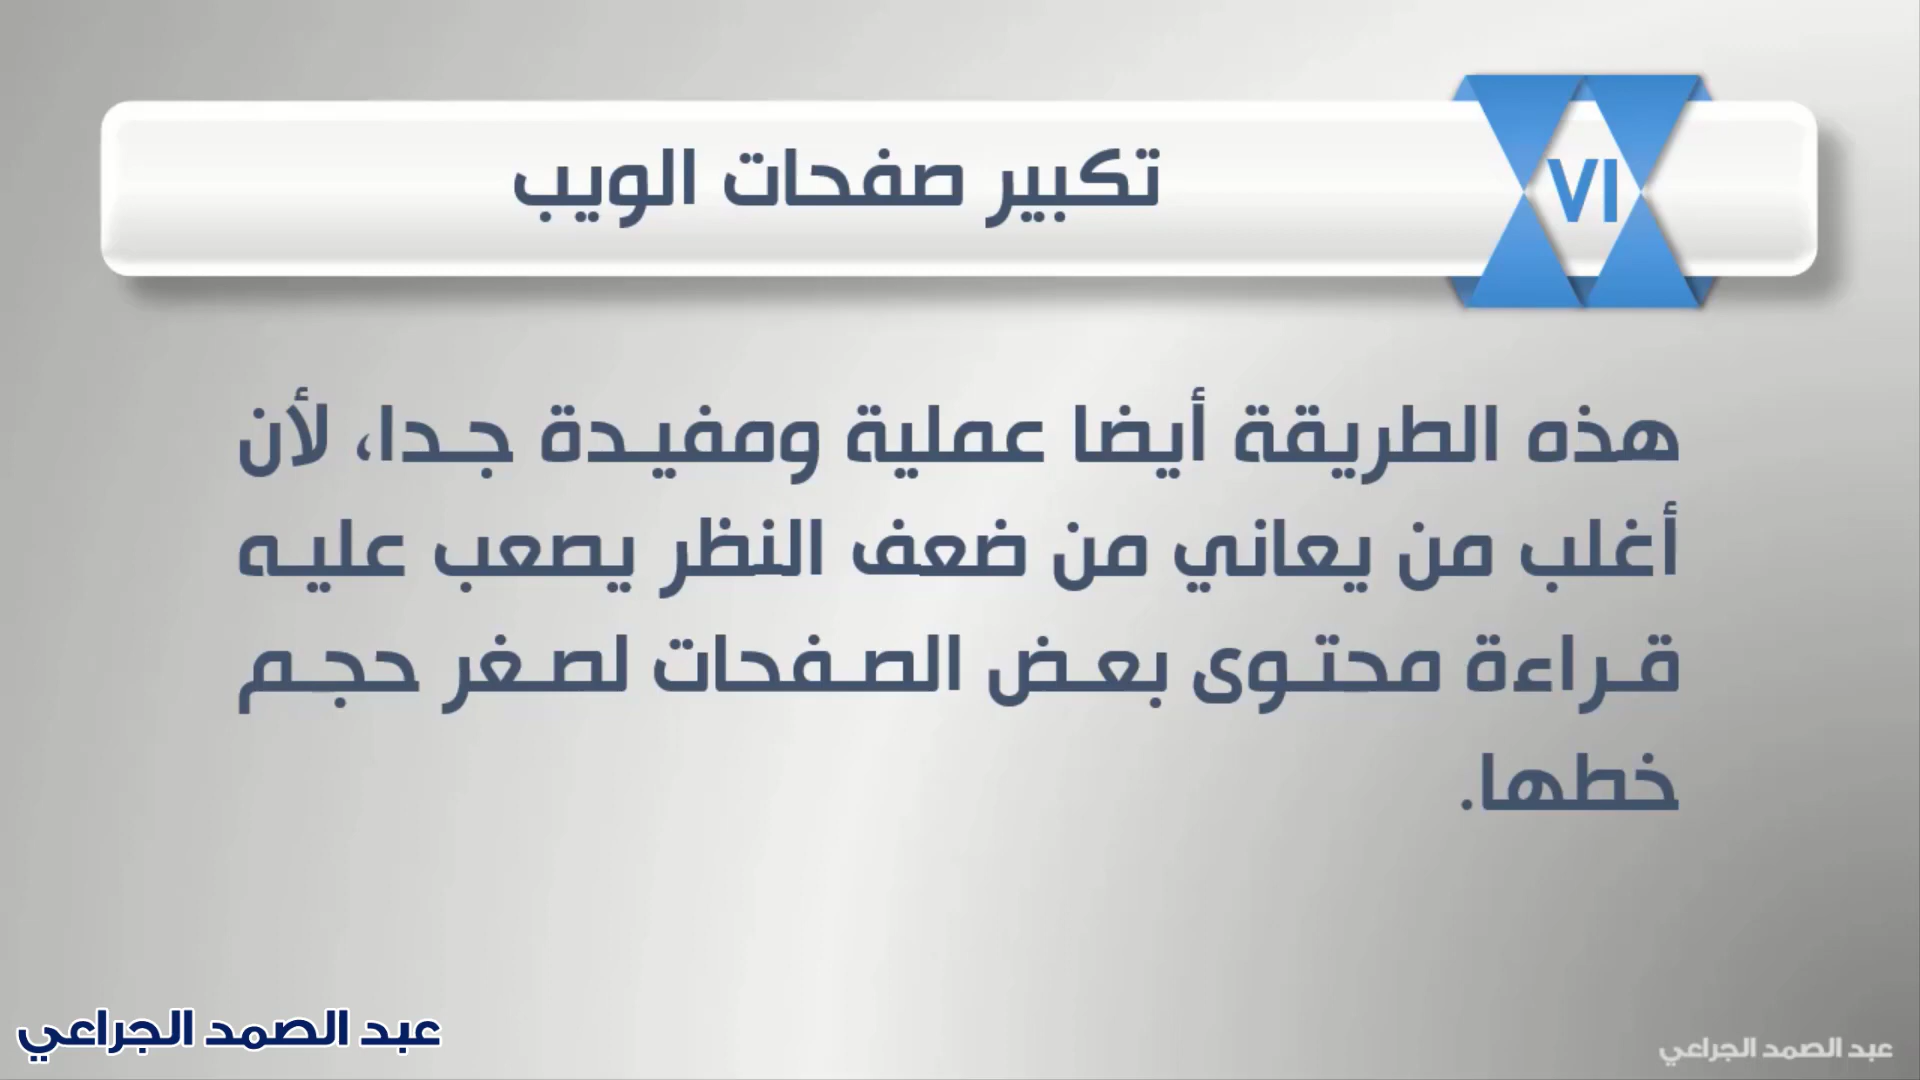 VI
تكبير صفحات الويب
هذه الطريقة أيضا عملية ومفيدة جدا، لأن
أغلب من يعاني من ضعف النظر يصعب عليه
قراءة محتوى بعض الصفحات لصغر حجم
خطها.
عبد الصمد الجراعي
عبد الصمد الجراعي